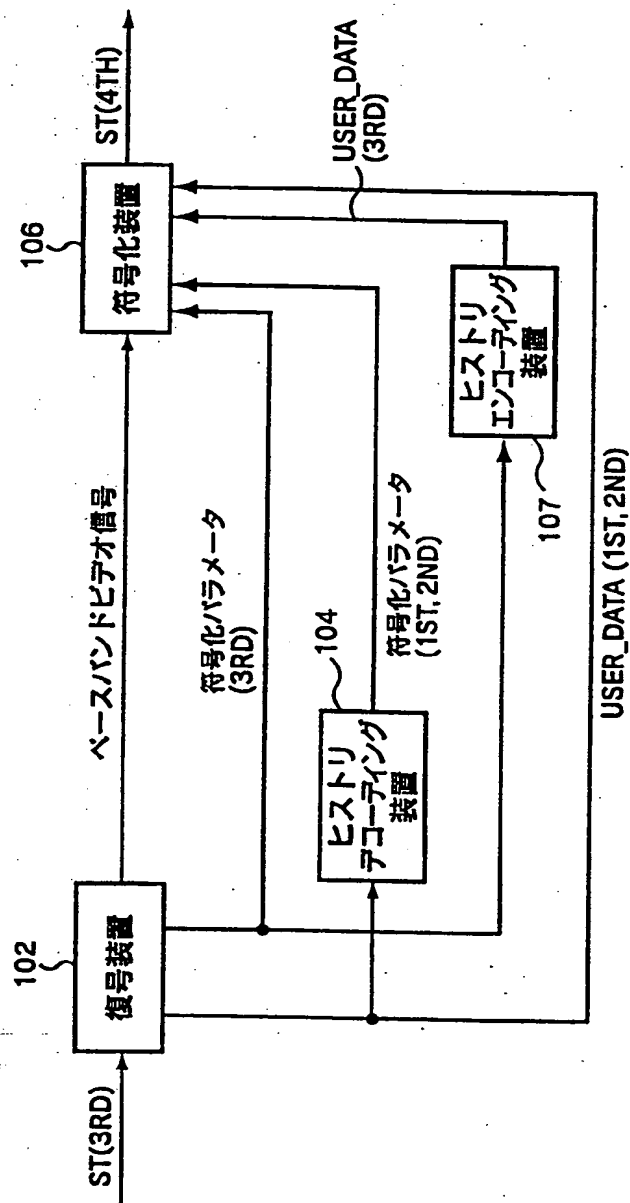 ST(3RD)
102
復号装置
ベースバンドビデオ信号
106
符号化装置
ST(4TH)
符号化パラメータ
(3RD)
104
ヒストリ
デコーディング
装置
符号化パラメータ
(1ST, 2ND)
USER_DATA
(3RD)
107
ヒストリ
エンコーディング
装置
USER_DATA (1ST, 2ND)